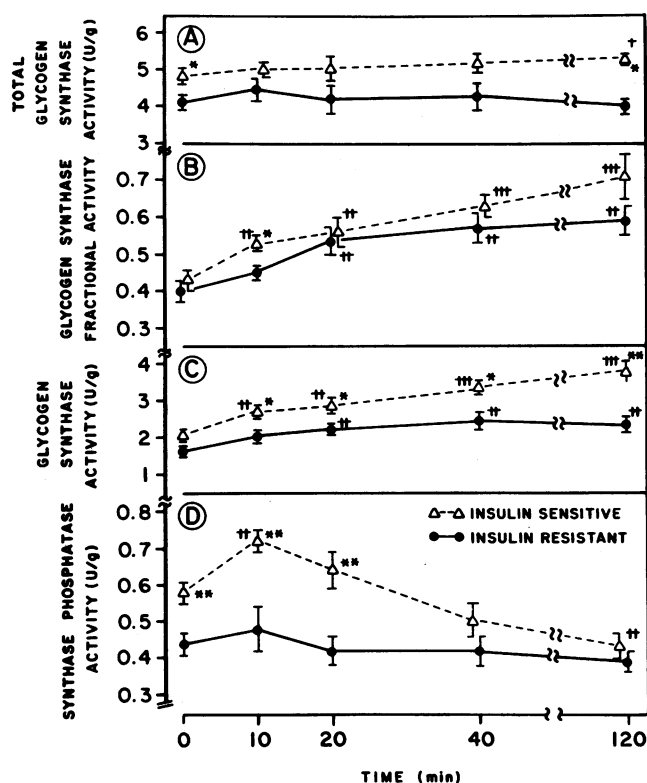 TOTAL
GLYCOGEN
SYNTHASE
ACTIVITY (U/g)
A
6
5
4
3
*
†
*
GLYCOGEN SYNTHASE
FRACTIONAL ACTIVITY
B
0.7
0.6
0.5
0.4
0.3
†† *
††
†††
†††
††
††
††
GLYCOGEN
SYNTHASE
ACTIVITY (U/g)
C
4
3
2
1
†† *
†† *
††† *
††† **
††
††
††
SYNTHASE PHOSPHATASE
ACTIVITY (U/g)
D
0.8
0.7
0.6
0.5
0.4
0.3
INSULIN SENSITIVE
INSULIN RESISTANT
**
†† **
**
††
0 10 20 40 120
TIME (min)